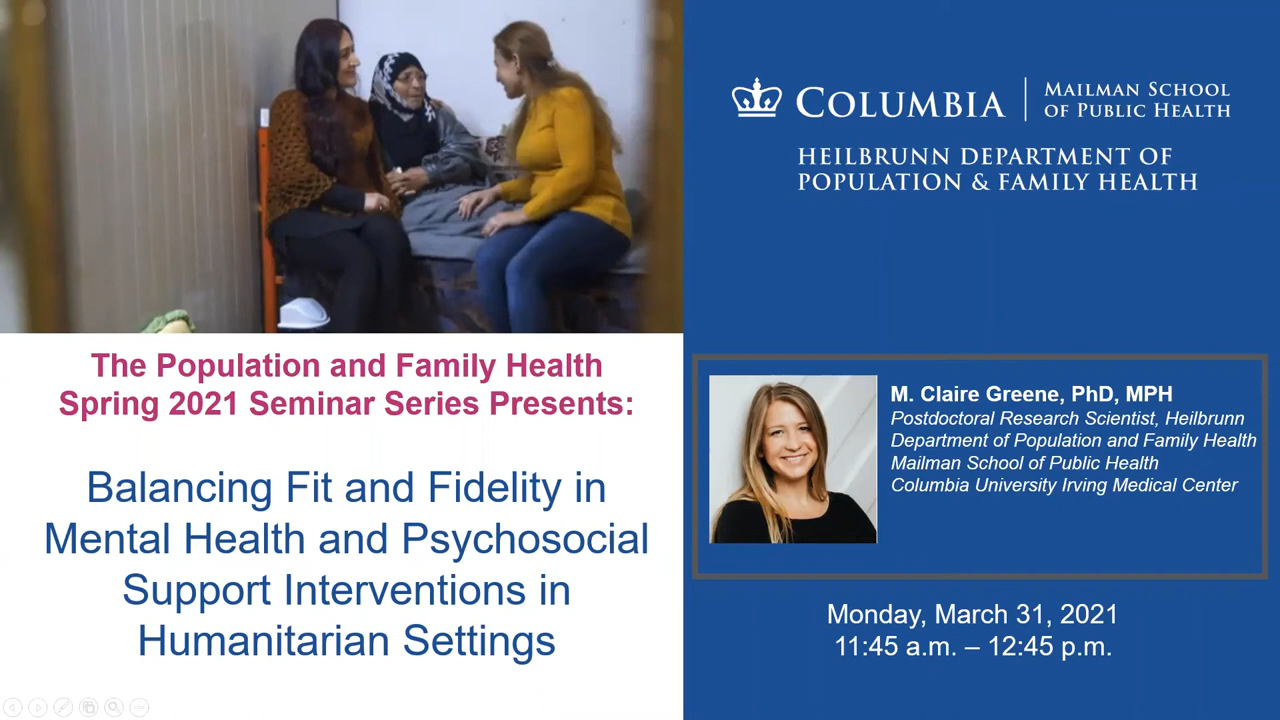 COLUMBIA
MAILMAN SCHOOL
OF PUBLIC HEALTH
HEILBRUNN DEPARTMENT OF
POPULATION & FAMILY HEALTH
The Population and Family Health
Spring 2021 Seminar Series Presents:
Balancing Fit and Fidelity in
Mental Health and Psychosocial
Support Interventions in
Humanitarian Settings
M. Claire Greene, PhD, MPH
Postdoctoral Research Scientist, Heilbrunn
Department of Population and Family Health
Mailman School of Public Health
Columbia University Irving Medical Center
Monday, March 31, 2021
11:45 a.m. – 12:45 p.m.